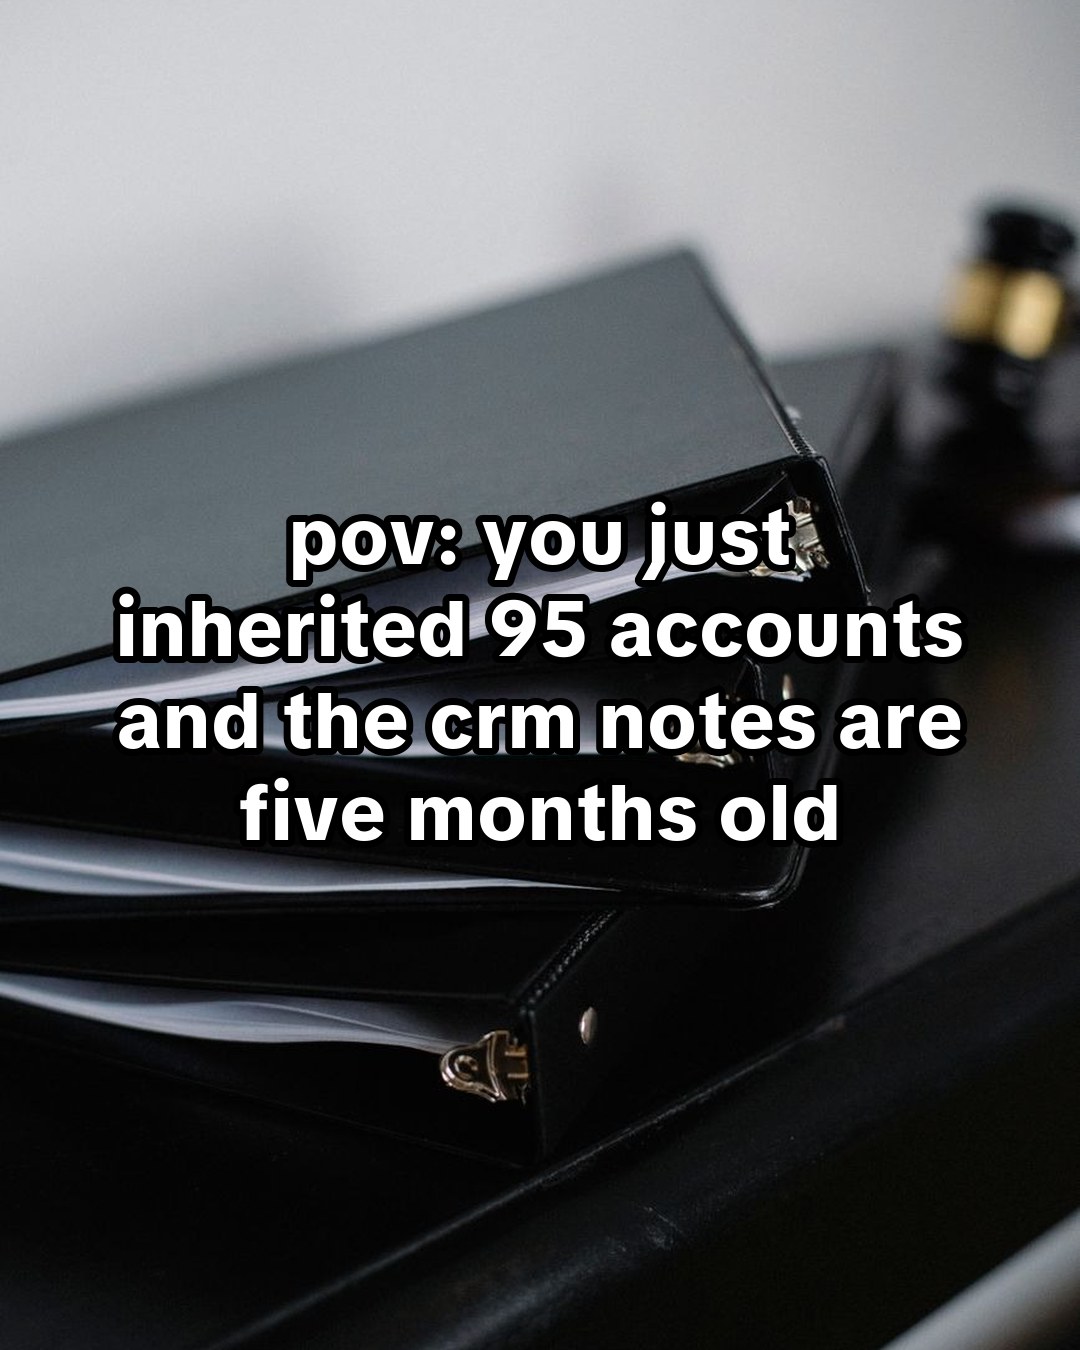 pov: you just
inherited 95 accounts
and the crm notes are
five months old